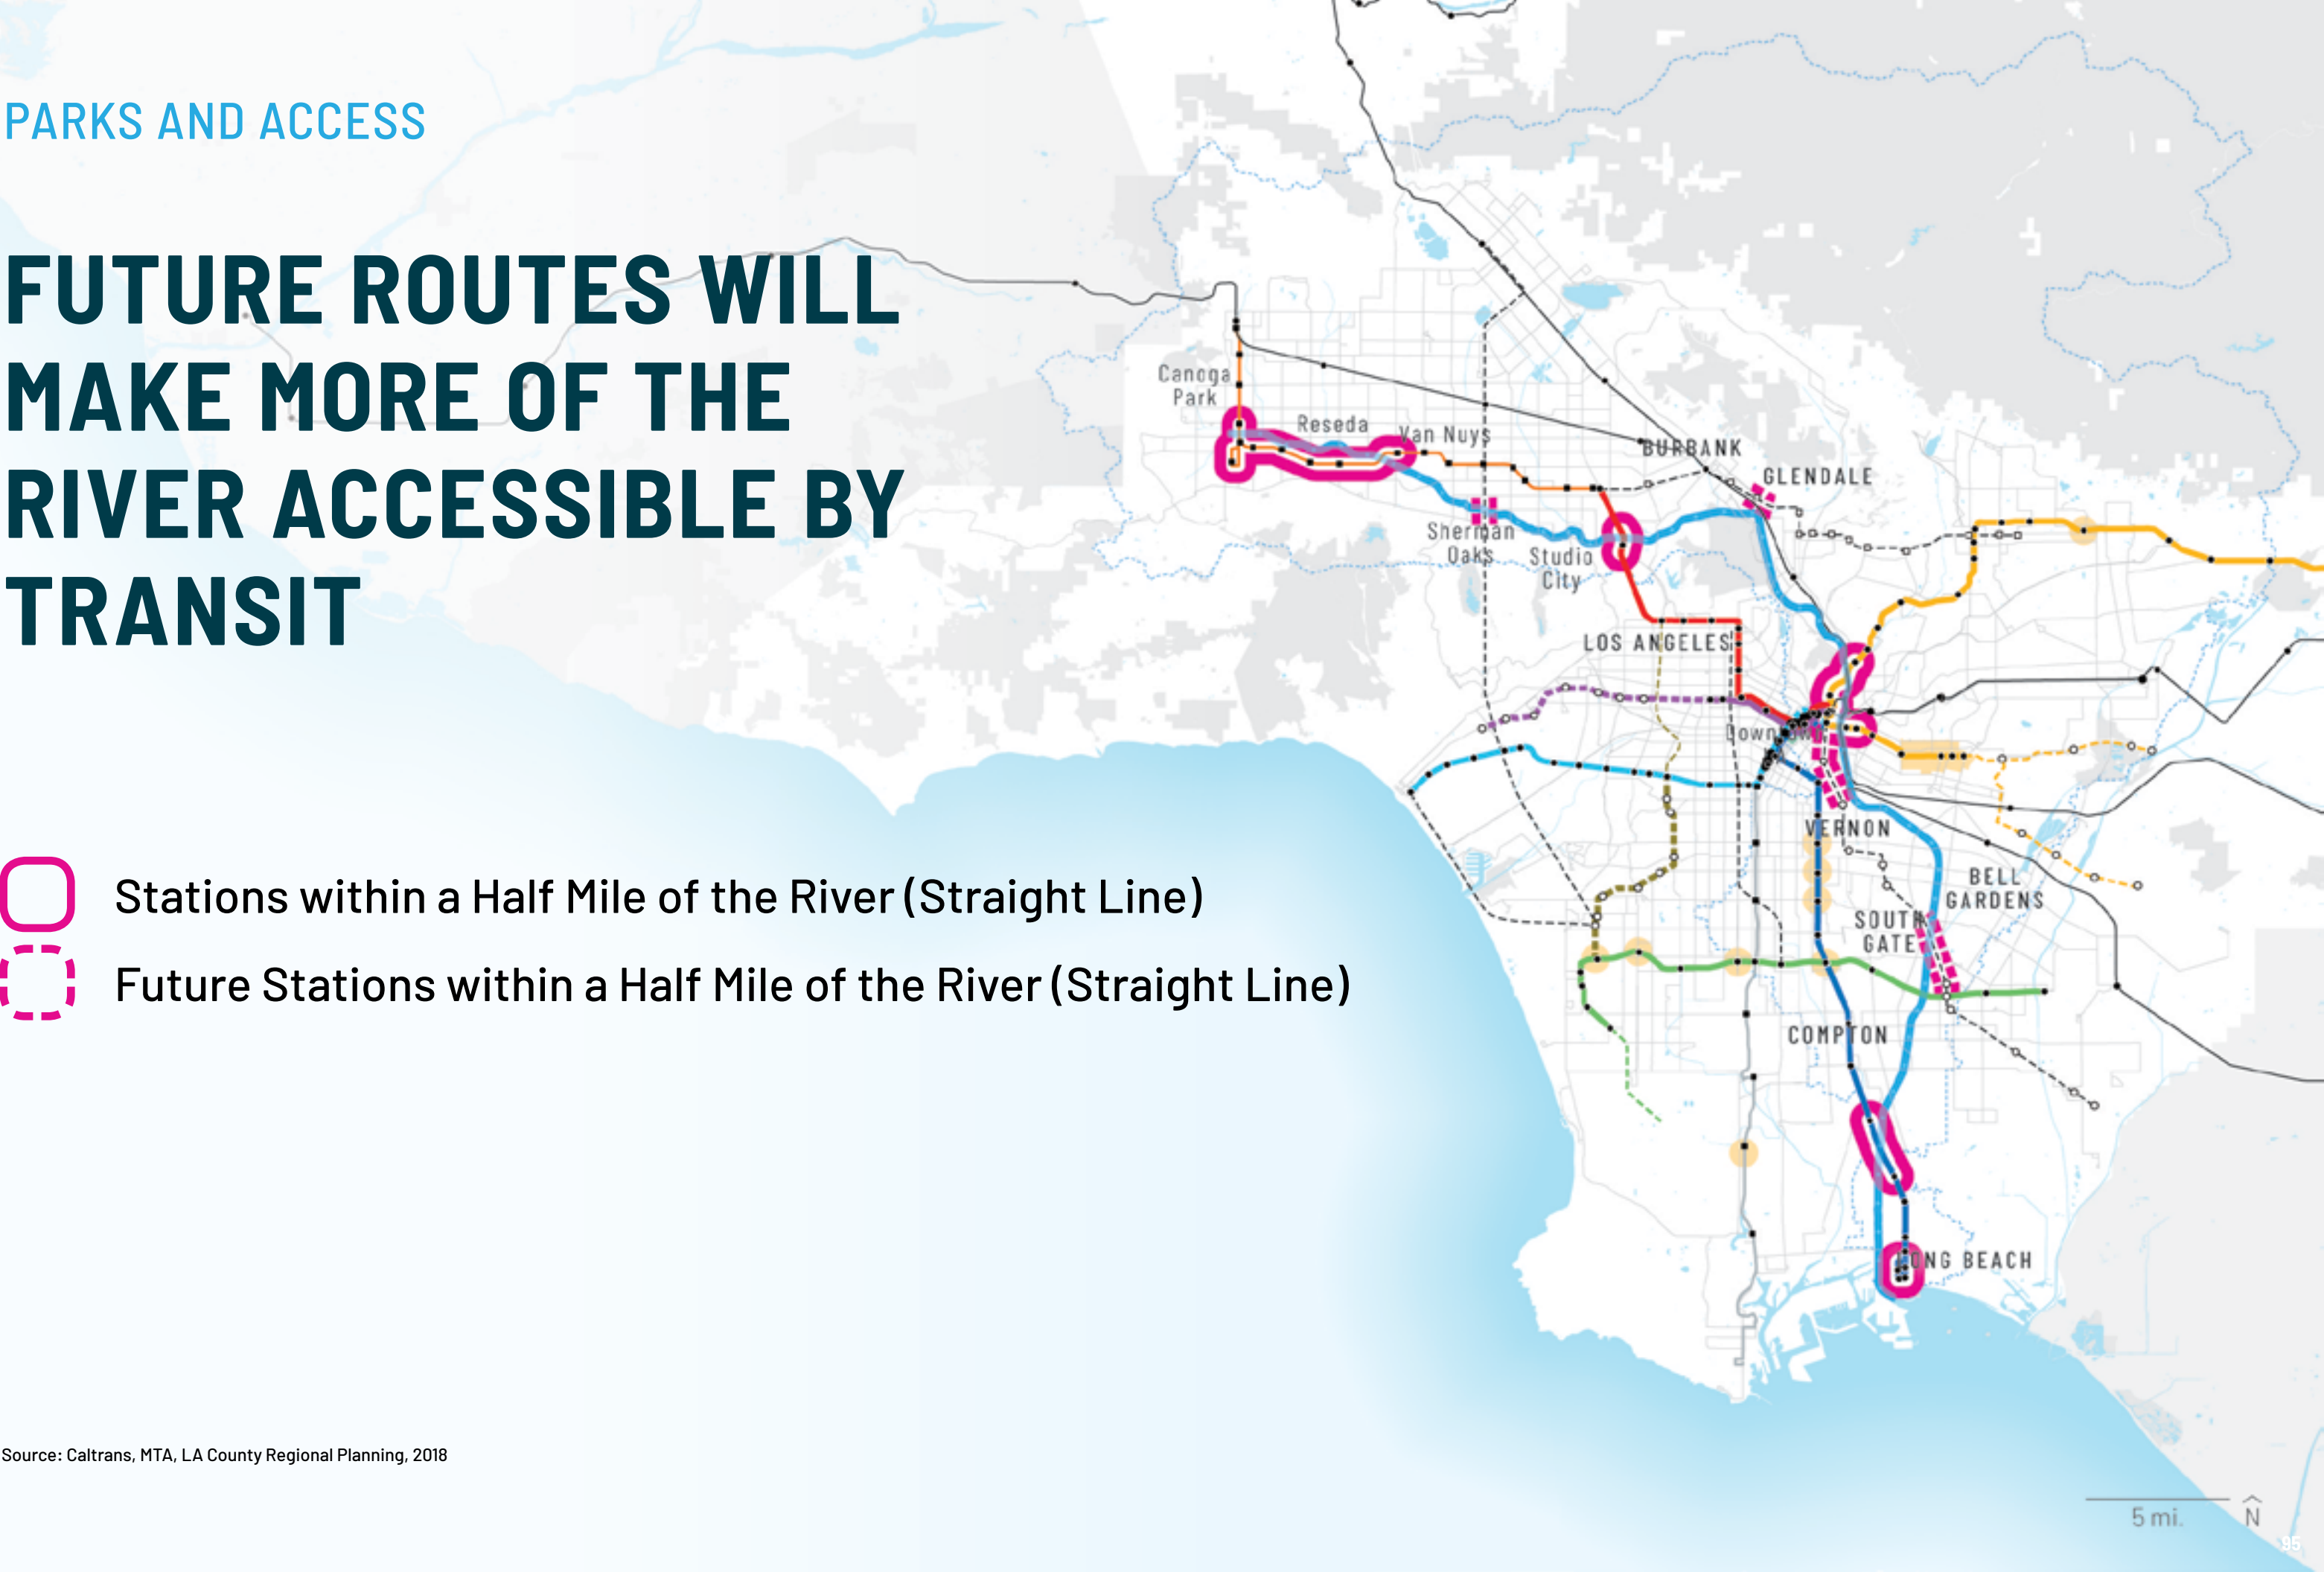 PARKS AND ACCESS
FUTURE ROUTES WILL
MAKE MORE OF THE
RIVER ACCESSIBLE BY
TRANSIT
Stations within a Half Mile of the River (Straight Line)
Future Stations within a Half Mile of the River (Straight Line)
Source: Caltrans, MTA, LA County Regional Planning, 2018
Canoga
Park
Reseda
Van Nuys
BURBANK
GLENDALE
Sherman
Oaks
Studio
City
LOS ANGELES
Downtown
VERNON
BELL
GARDENS
SOUTH
GATE
COMPTON
LONG BEACH
5 mi.
N
95